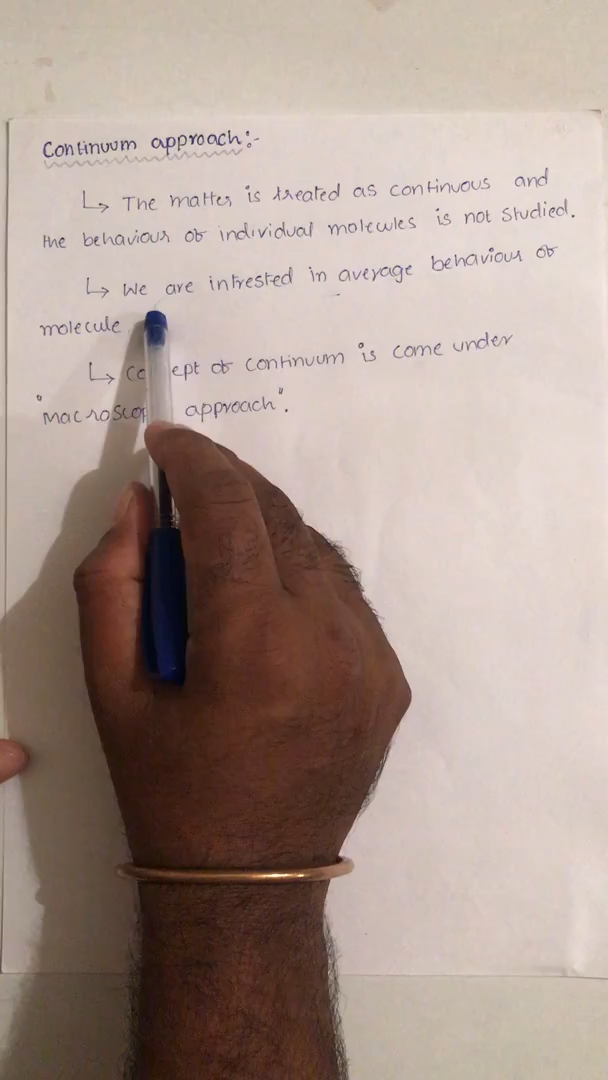 Continuum approach:-
↳ The matter is treated as continuous and
the behaviour of individual molecules is not studied.
↳ We are intrested in average behaviour of
molecule
↳ is come under
ept of continuum
approach".